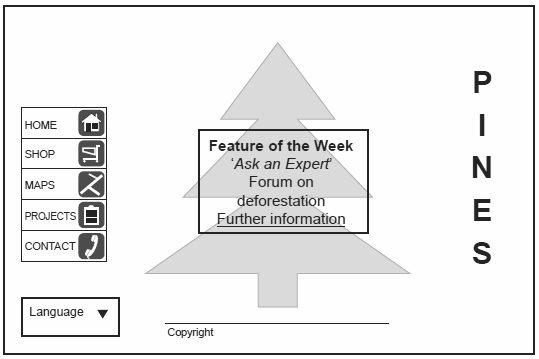 HOME
SHOP
MAPS
PROJECTS
CONTACT
Language
Feature of the Week
‘Ask an Expert’
Forum on
deforestation
Further information
Copyright
PINES